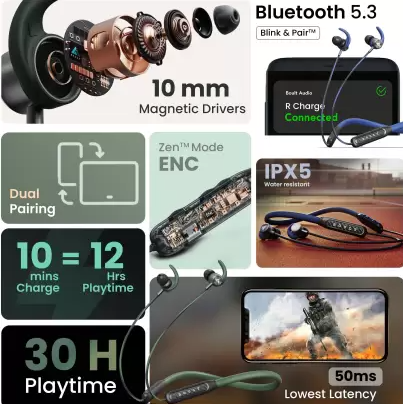 Bluetooth 5.3
Blink & Pair™
10 mm
Magnetic Drivers
Boult Audio
R Charge
Connected
Dual
Pairing
Zen™ Mode
ENC
IPX5
Water resistant
10 = 12
mins Hrs
Charge Playtime
30 H
Playtime
50ms
Lowest Latency